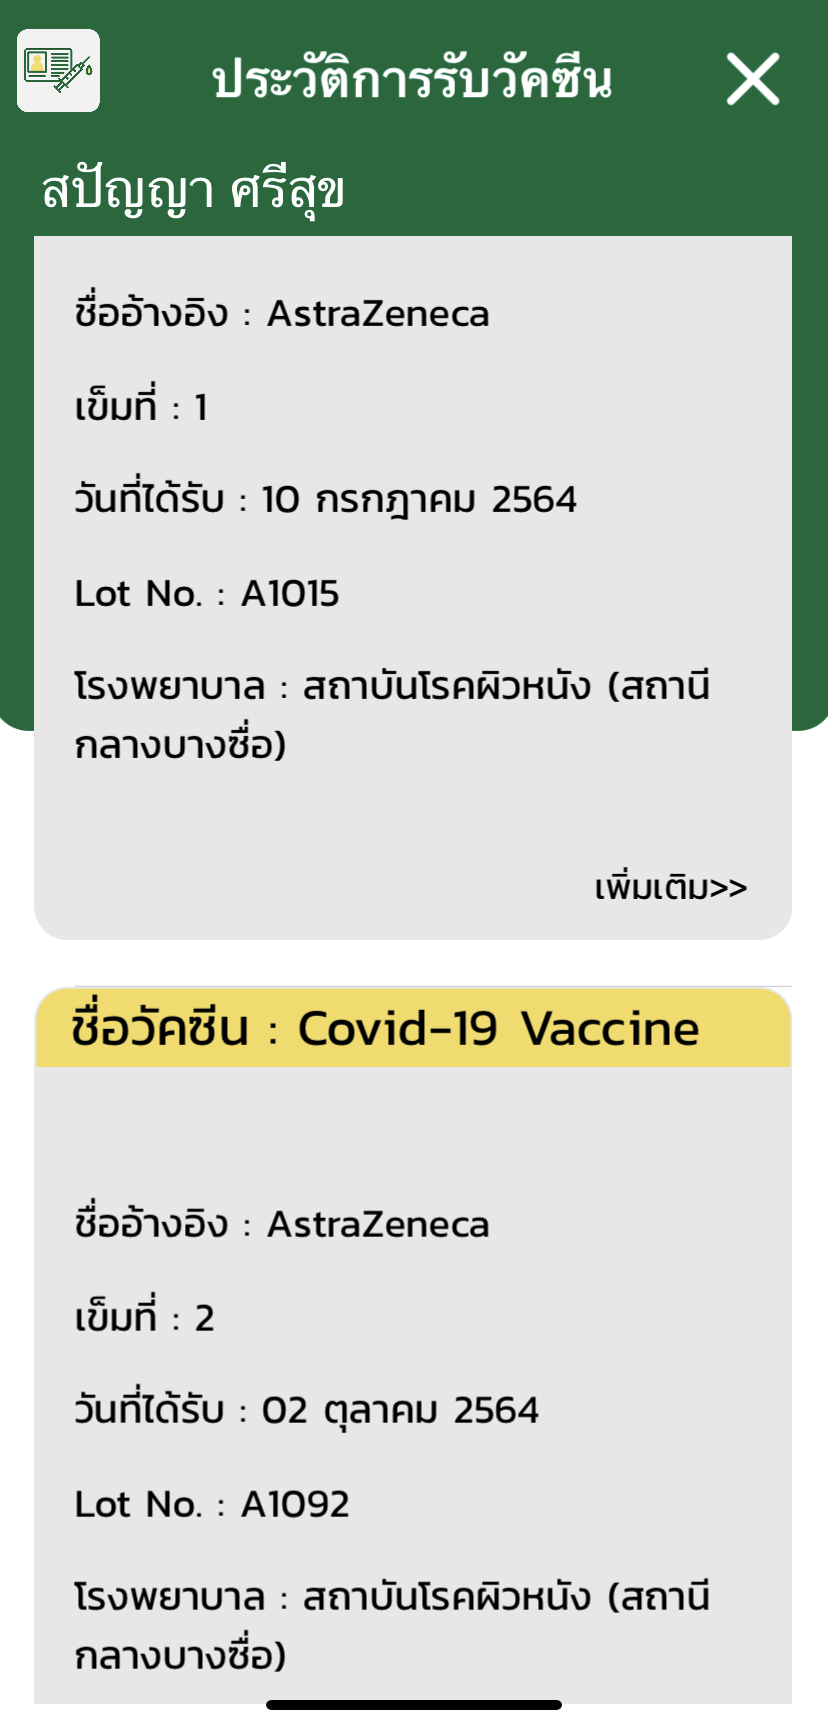 ประวัติการรับวัคซีน
สปัญญา ศรีสุข
ชื่ออ้างอิง : AstraZeneca
เข็มที่ : 1
วันที่ได้รับ : 10 กรกฎาคม 2564
Lot No. : A1015
โรงพยาบาล : สถาบันโรคผิวหนัง (สถานี
กลางบางซื่อ)
เพิ่มเติม>>
ชื่อวัคซีน : Covid-19 Vaccine
ชื่ออ้างอิง : AstraZeneca
เข็มที่ : 2
วันที่ได้รับ : 02 ตุลาคม 2564
Lot No. : A1092
โรงพยาบาล : สถาบันโรคผิวหนัง (สถานี
กลางบางซื่อ)